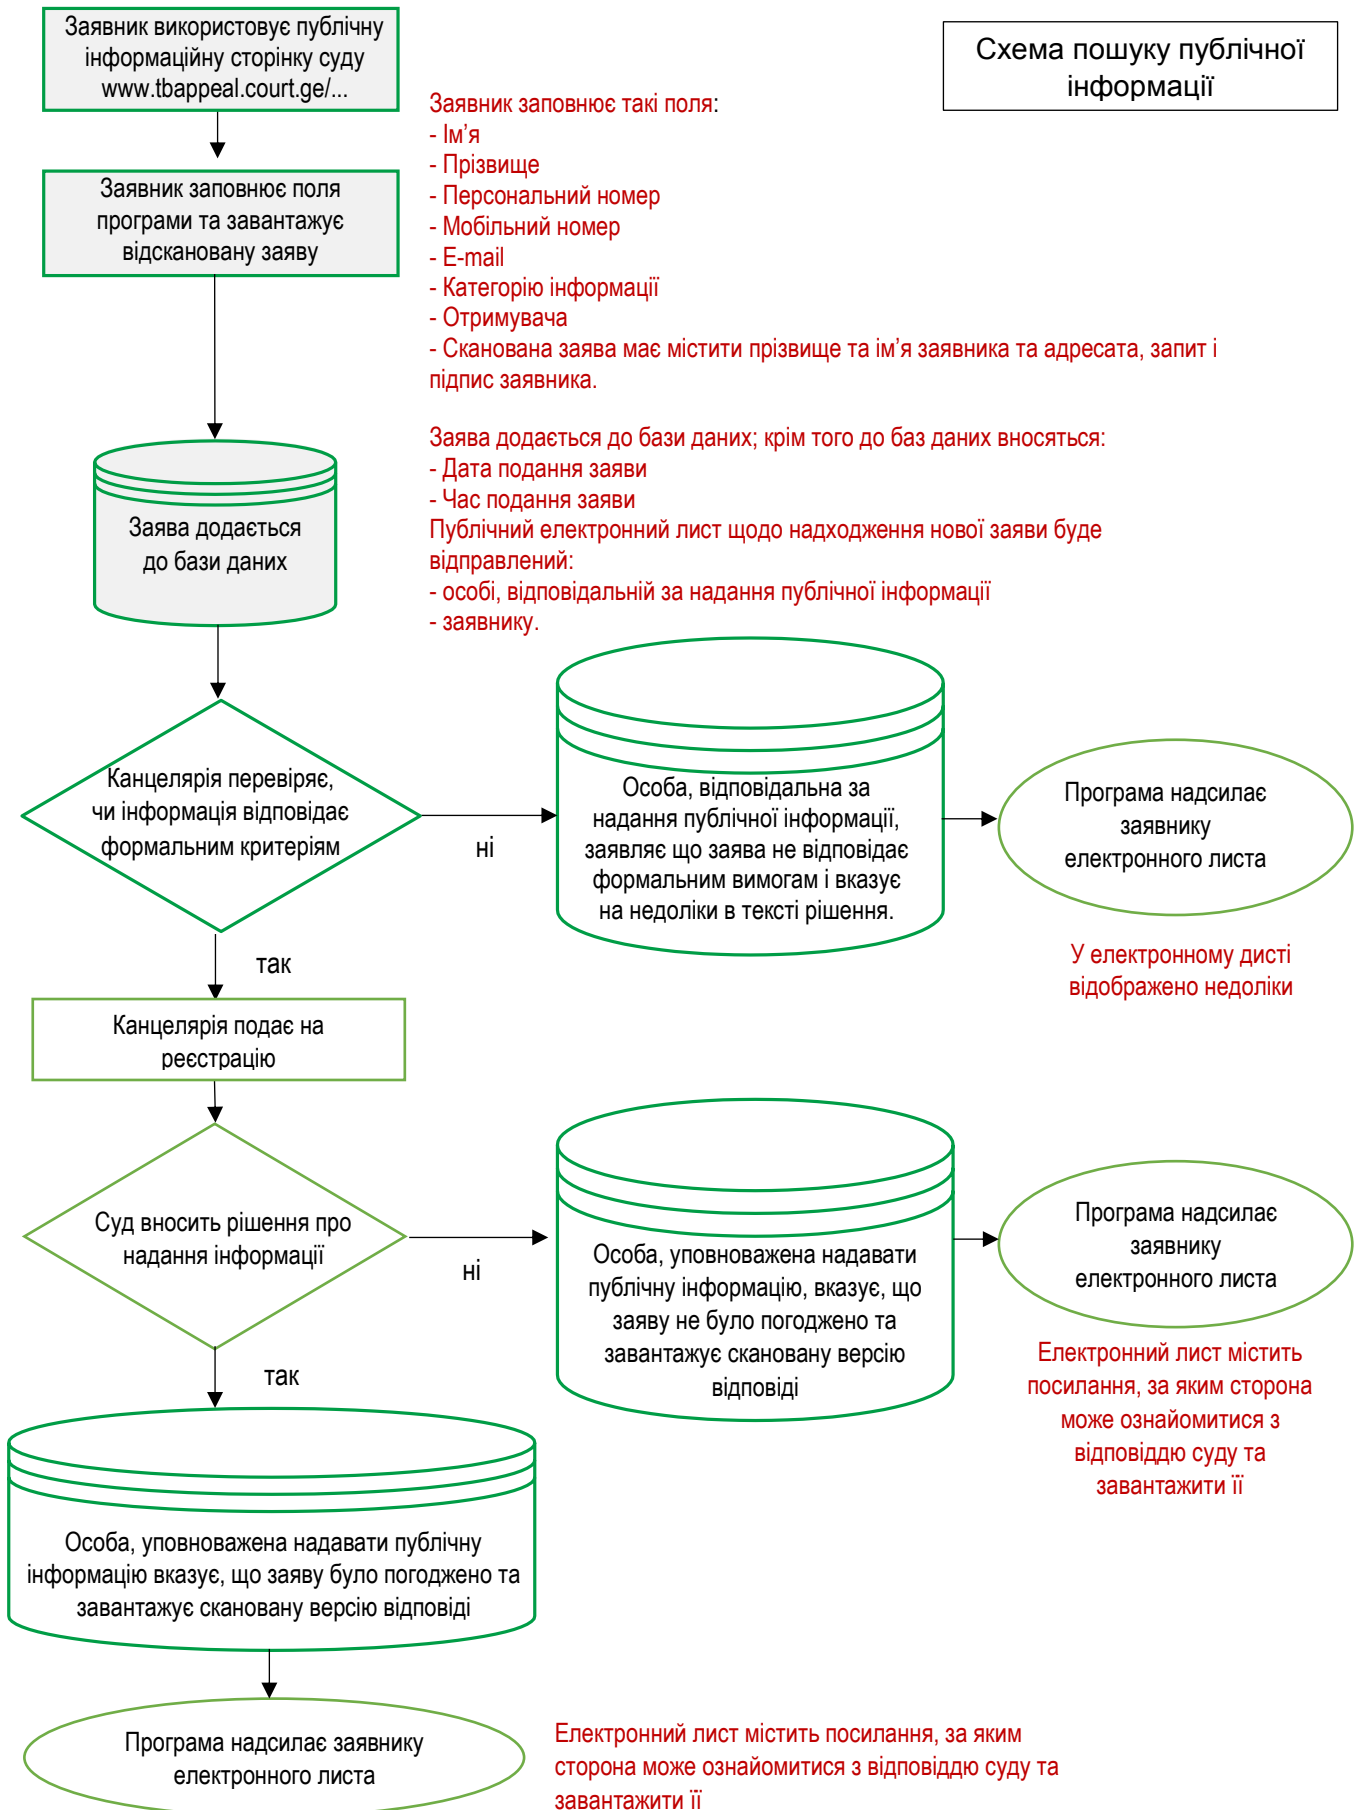 Заявник використовує публічну
інформаційну сторінку суду
www.tbappeal.court.ge/...
Схема пошуку публічної
інформації
Заявник заповнює поля
програми та завантажує
відскановану заяву
Заявник заповнює такі поля:
- Ім’я
- Прізвище
- Персональний номер
- Мобільний номер
- E-mail
- Категорію інформації
- Отримувача
- Сканована заява має містити прізвище та ім’я заявника та адресата, запит і
підпис заявника.
Заява додається до бази даних; крім того до баз даних вносяться:
- Дата подання заяви
- Час подання заяви
Публічний електронний лист щодо надходження нової заяви буде
відправлений:
- особі, відповідальній за надання публічної інформації
- заявнику.
Заява додається
до бази даних
Канцелярія перевіряє,
чи інформація відповідає
формальним критеріям
ні
Особа, відповідальна за
надання публічної інформації,
заявляє що заява не відповідає
формальним вимогам і вказує
на недоліки в тексті рішення.
Програма надсилає
заявнику
електронного листа
У електронному дисті
відображено недоліки
так
Канцелярія подає на
реєстрацію
Суд вносить рішення про
надання інформації
ні
Особа, уповноважена надавати
публічну інформацію, вказує, що
заяву не було погоджено та
завантажує скановану версію
відповіді
Програма надсилає
заявнику
електронного листа
Електронний лист містить
посилання, за яким сторона
може ознайомитися з
відповіддю суду та
завантажити її
так
Особа, уповноважена надавати публічну
інформацію вказує, що заяву було погоджено та
завантажує скановану версію відповіді
Програма надсилає заявнику
електронного листа
Електронний лист містить посилання, за яким
сторона може ознайомитися з відповіддю суду та
завантажити її